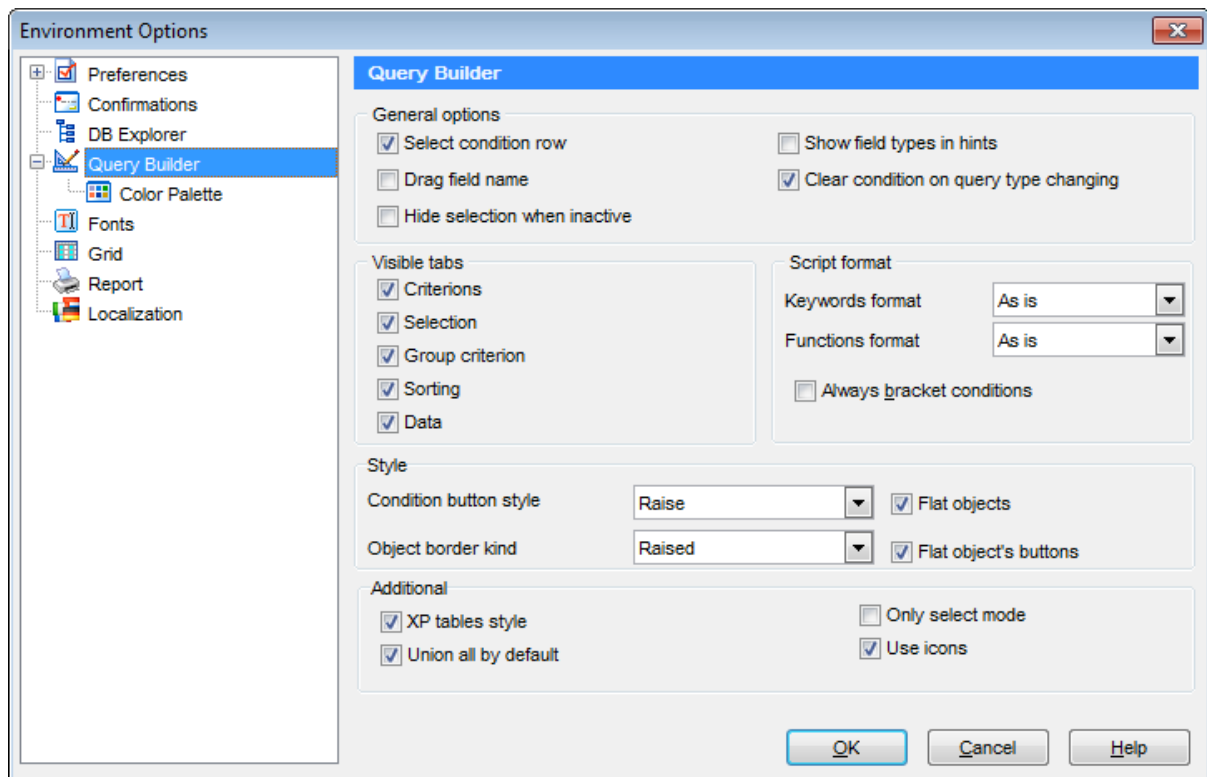 Environment Options
Preferences
Confirmations
DB Explorer
Query Builder
Color Palette
Fonts
Grid
Report
Localization
Query Builder
General options
Select condition row
Show field types in hints
Drag field name
Clear condition on query type changing
Hide selection when inactive
Visible tabs
Criterions
Selection
Group criterion
Sorting
Data
Script format
Keywords format As is
Functions format As is
Always bracket conditions
Style
Condition button style Raise Flat objects
Object border kind Raised Flat object's buttons
Additional
XP tables style
Only select mode
Union all by default
Use icons
OK Cancel Help